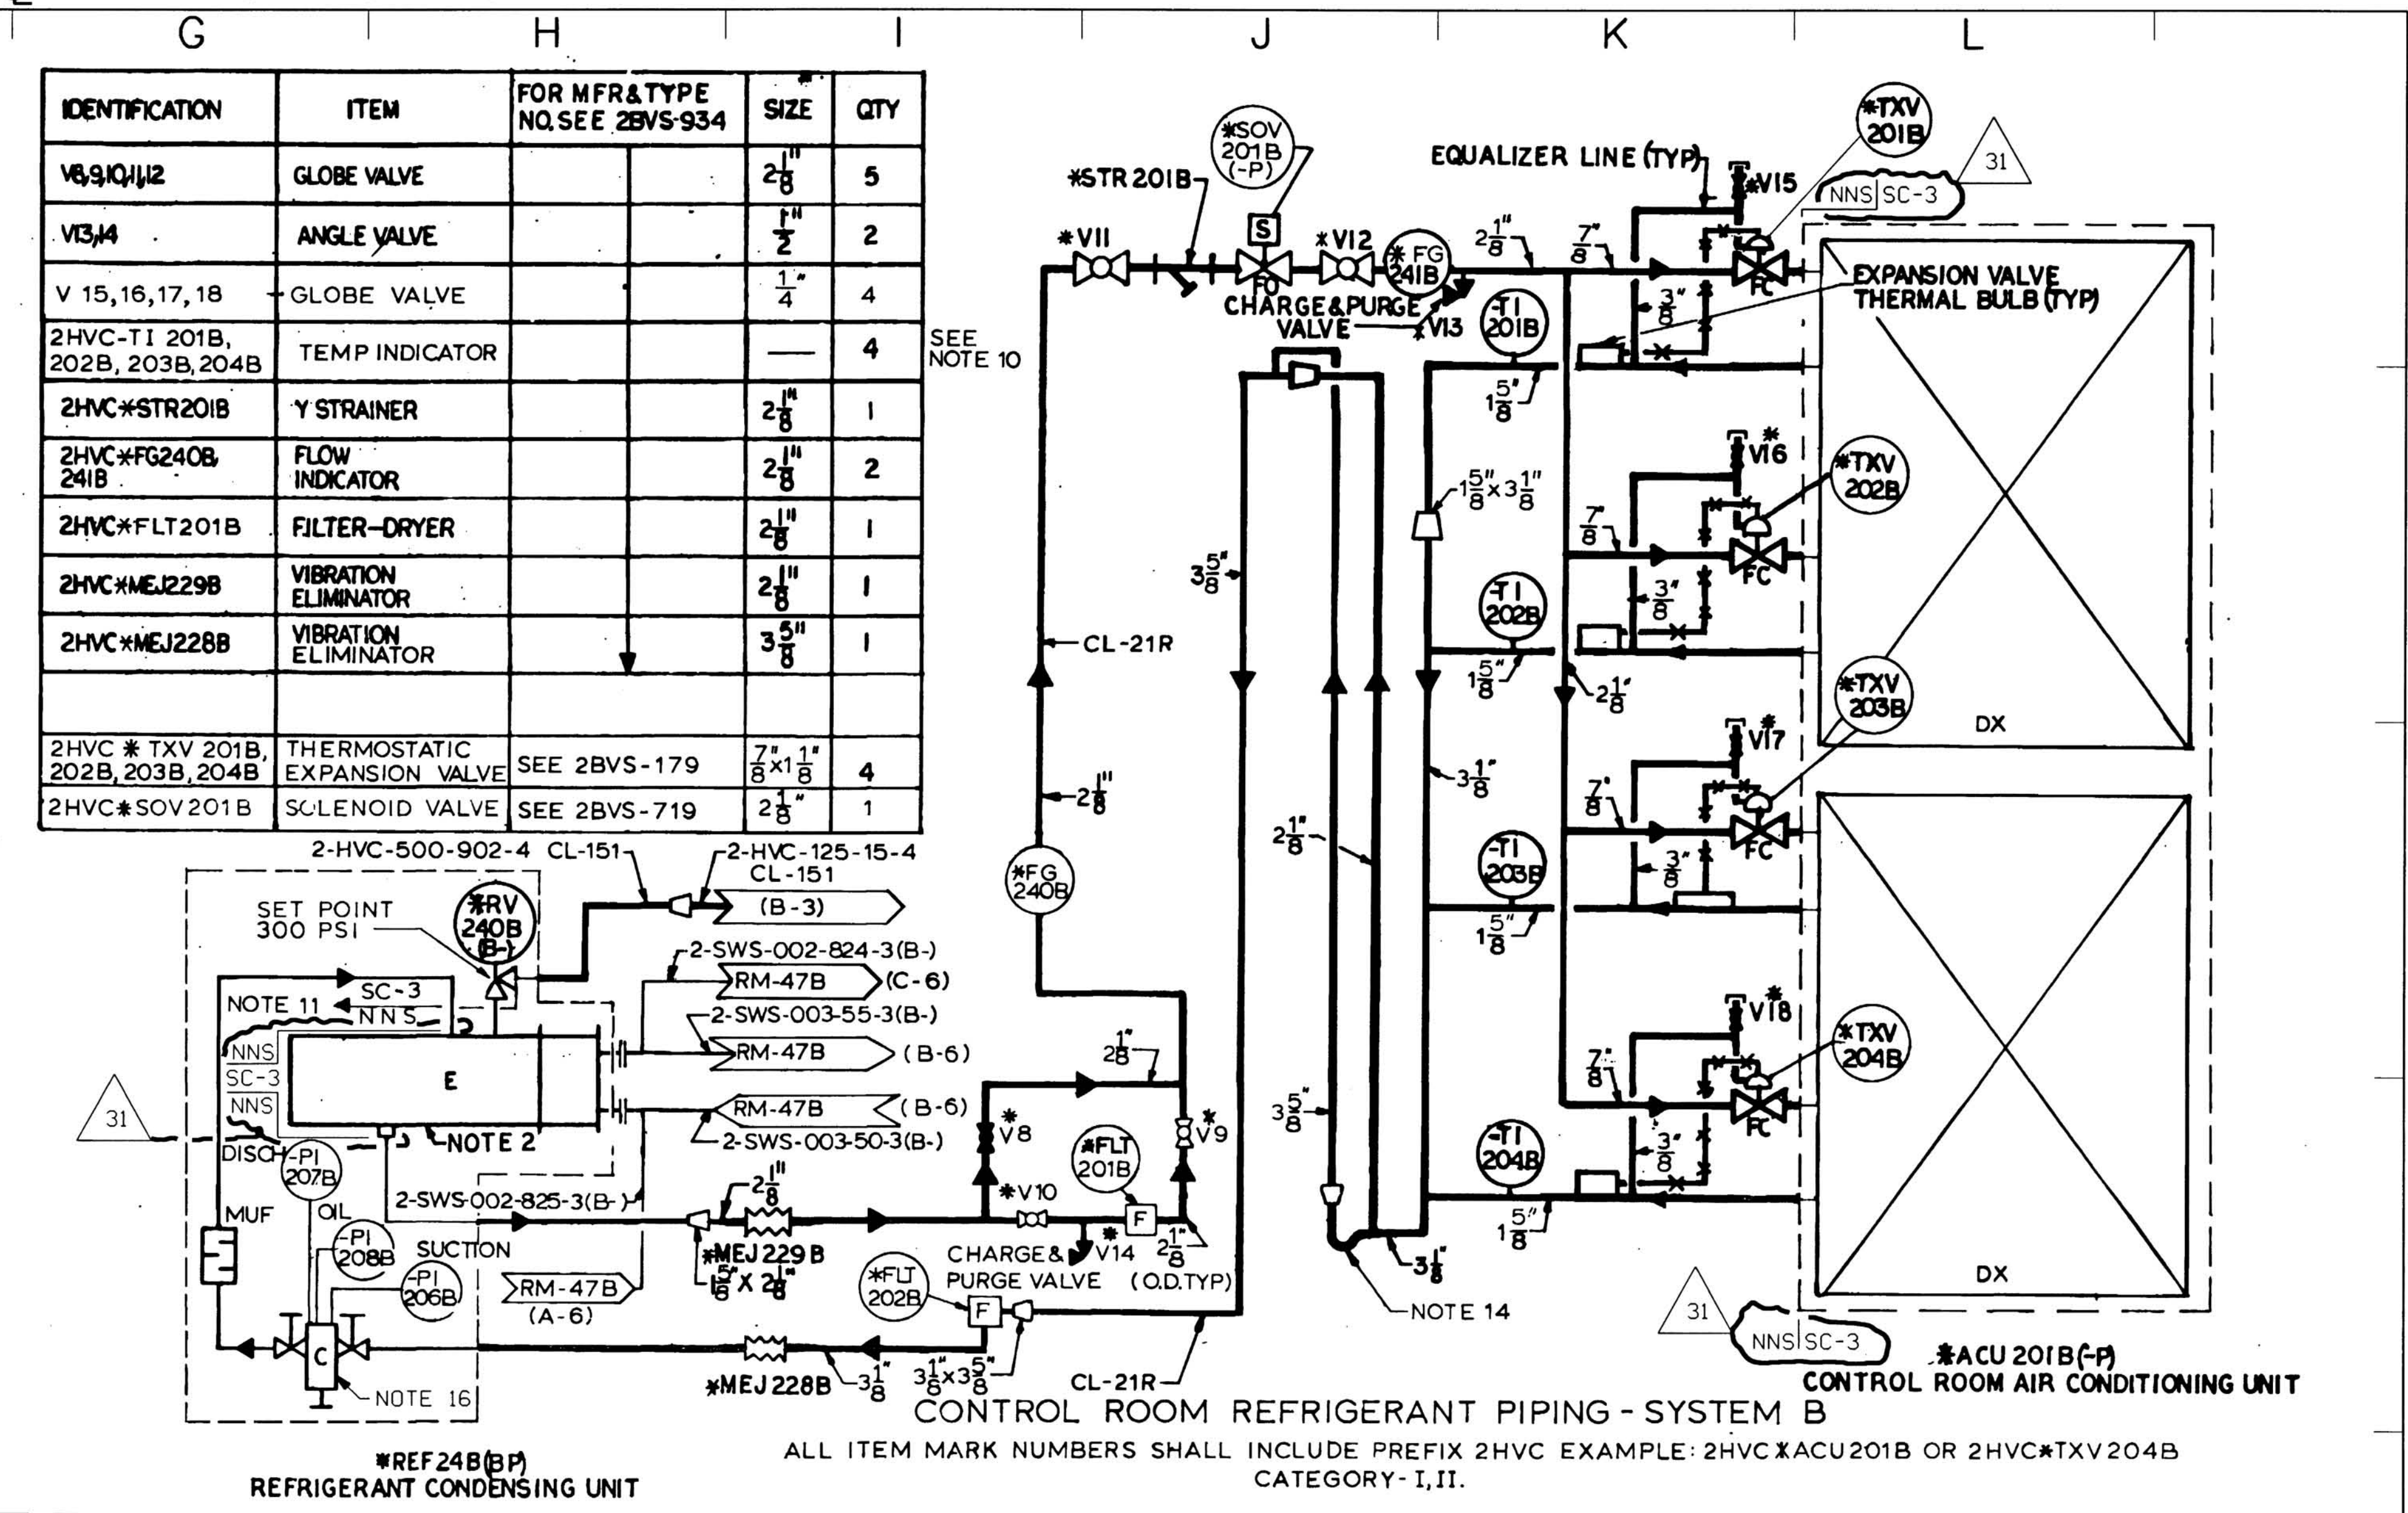 G H I J K L
IDENTIFICATION ITEM FOR MFR & TYPE NO. SEE 2BVS-934 SIZE QTY
V8,9,10,11,12 GLOBE VALVE 2 1/8" 5
V13,14 ANGLE VALVE 1/2" 2
V 15,16,17,18 GLOBE VALVE 1/4" 4
2HVC-TI 201B, 202B, 203B, 204B TEMP INDICATOR — 4
SEE
NOTE 10
2HVC*STR201B Y STRAINER 2 1/8" 1
2HVC*FG240B, 241B FLOW INDICATOR 2 1/8" 2
2HVC*FLT201B FILTER-DRYER 2 1/8" 1
2HVC*MEJ229B VIBRATION ELIMINATOR 2 1/8" 1
2HVC*MEJ228B VIBRATION ELIMINATOR 3 5/8" 1
2HVC * TXV 201B, 202B, 203B, 204B THERMOSTATIC EXPANSION VALVE SEE 2BVS-179 7/8"x1 1/8" 4
2HVC*SOV201B SOLENOID VALVE SEE 2BVS-719 2 1/8" 1
*STR 201B
*SOV
201B
(-P)
S
FO
*V11
*V12
* FG
241B
CHARGE & PURGE
VALVE
*V13
2 1/8"
7/8"
EQUALIZER LINE (TYP)
*V15
*TXV
201B
31
NNS SC-3
FC
EXPANSION VALVE
THERMAL BULB (TYP)
3/8"
-TI
201B
1 5/8"
1 5/8" x 3 1/8"
*V16
*TXV
202B
7/8"
FC
3/8"
-TI
202B
1 5/8"
2 1/8"
*TXV
203B
*V17
7/8"
FC
3/8"
-TI
203B
1 5/8"
3 1/8"
*V18
*TXV
204B
7/8"
FC
3/8"
-TI
204B
1 5/8"
DX
DX
3 5/8"
2 1/8"
3 5/8"
3 1/8"
NOTE 14
31
NNS SC-3
*ACU 201B(-P)
CONTROL ROOM AIR CONDITIONING UNIT
CL-21R
2 1/8"
*FG
240B
2 1/8"
*V8
*V9
*FLT
201B
*V10
F
*V14
2 1/8"
CHARGE &
PURGE VALVE
(O.D.TYP)
*FLT
202B
F
3 1/8"x3 5/8"
CL-21R
2-HVC-500-902-4 CL-151
2-HVC-125-15-4
CL-151
(B-3)
SET POINT
300 PSI
*RV
240B
(B-)
2-SWS-002-824-3(B-)
RM-47B (C-6)
2-SWS-003-55-3(B-)
RM-47B (B-6)
RM-47B (B-6)
2-SWS-003-50-3(B-)
NOTE 11
SC-3
NNS
NNS
SC-3
NNS
E
31
NOTE 2
DISCH
-PI
207B
2-SWS-002-825-3(B-)
2 1/8"
MUF
OIL
-PI
208B
SUCTION
-PI
206B
RM-47B
(A-6)
*MEJ 229B
1 5/8" X 2 1/8"
C
NOTE 16
*MEJ 228B
3 1/8"
*REF24B(BP)
REFRIGERANT CONDENSING UNIT
CONTROL ROOM REFRIGERANT PIPING - SYSTEM B
ALL ITEM MARK NUMBERS SHALL INCLUDE PREFIX 2HVC EXAMPLE: 2HVC*ACU201B OR 2HVC*TXV204B
CATEGORY- I,II.